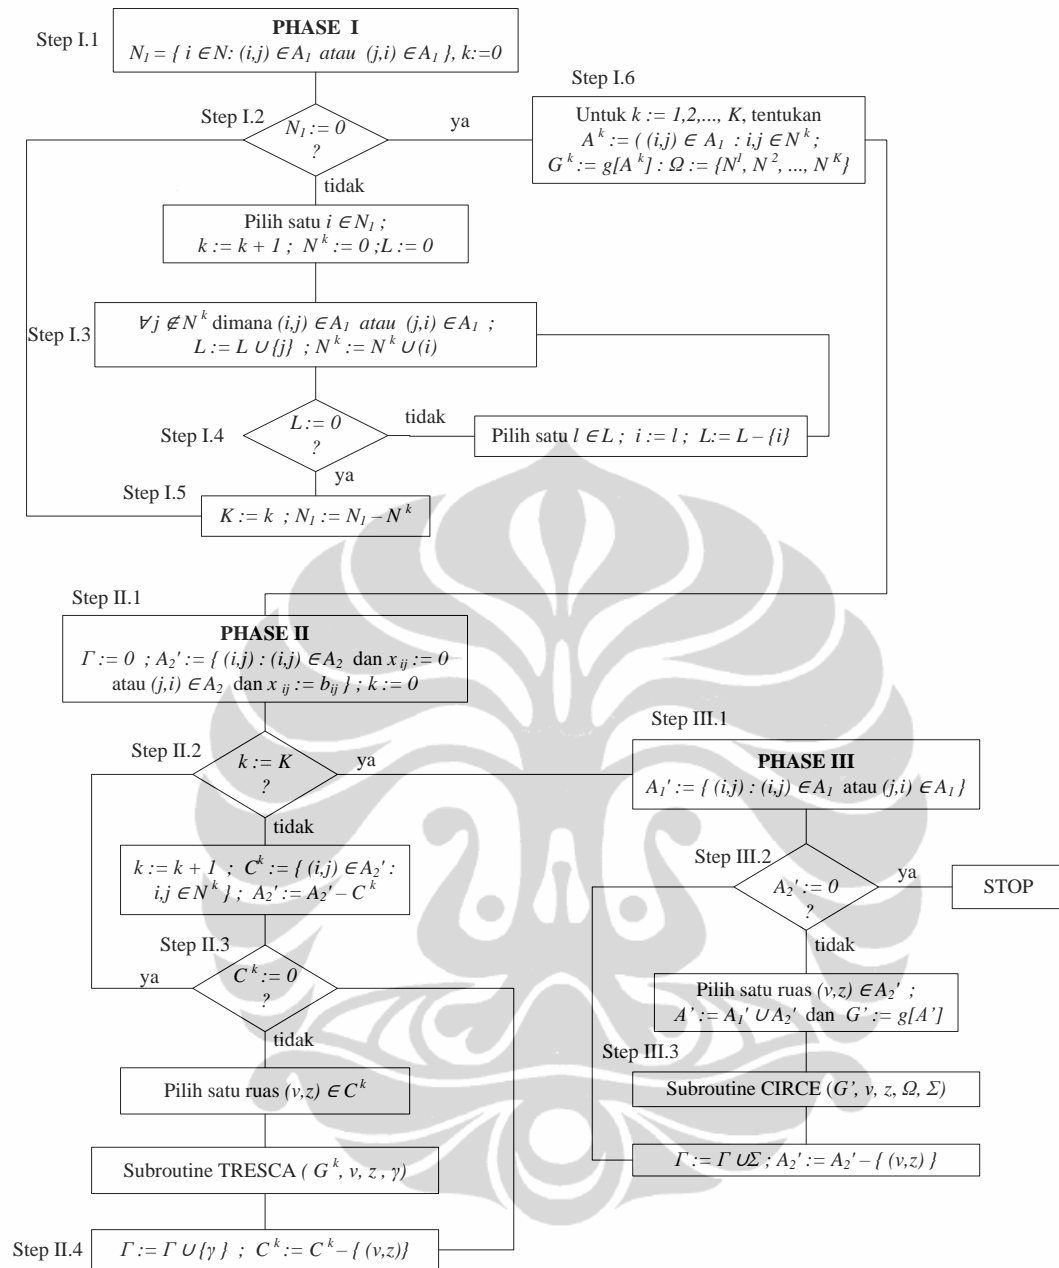 Step I.1
PHASE I
N₁ = { i ∈ N: (i,j) ∈ A₁ atau (j,i) ∈ A₁ }, k:=0
Step I.2
N₁ := 0
?
ya
tidak
Step I.6
Untuk k := 1,2,..., K, tentukan
Aᵏ := ( (i,j) ∈ A₁ : i,j ∈ Nᵏ ;
Gᵏ := g[Aᵏ] : Ω := {N¹, N², ..., Nᴷ}
Pilih satu i ∈ N₁ ;
k := k + 1 ; Nᵏ := 0 ;L := 0
Step I.3
∀ j ∉ Nᵏ dimana (i,j) ∈ A₁ atau (j,i) ∈ A₁ ;
L := L ∪ {j} ; Nᵏ := Nᵏ ∪ (i)
Step I.4
L := 0
?
tidak
Pilih satu l ∈ L ; i := l ; L:= L – {i}
ya
Step I.5
K := k ; N₁ := N₁ – Nᵏ
Step II.1
PHASE II
Γ := 0 ; A₂' := { (i,j) : (i,j) ∈ A₂ dan x ij := 0
atau (j,i) ∈ A₂ dan x ij := bij } ; k := 0
Step II.2
k := K
?
ya
tidak
k := k + 1 ; Cᵏ := { (i,j) ∈ A₂' :
i,j ∈ Nᵏ } ; A₂' := A₂' – Cᵏ
Step II.3
ya
Cᵏ := 0
?
tidak
Pilih satu ruas (v,z) ∈ Cᵏ
Subroutine TRESCA ( Gᵏ, v, z , γ)
Step II.4
Γ := Γ ∪ {γ } ; Cᵏ := Cᵏ – { (v,z)}
Step III.1
PHASE III
A₁' := { (i,j) : (i,j) ∈ A₁ atau (j,i) ∈ A₁ }
Step III.2
A₂' := 0
?
ya
STOP
tidak
Pilih satu ruas (v,z) ∈ A₂' ;
A' := A₁' ∪ A₂' dan G' := g[A']
Step III.3
Subroutine CIRCE (G', v, z, Ω, Σ)
Γ := Γ ∪Σ ; A₂' := A₂' – { (v,z) }